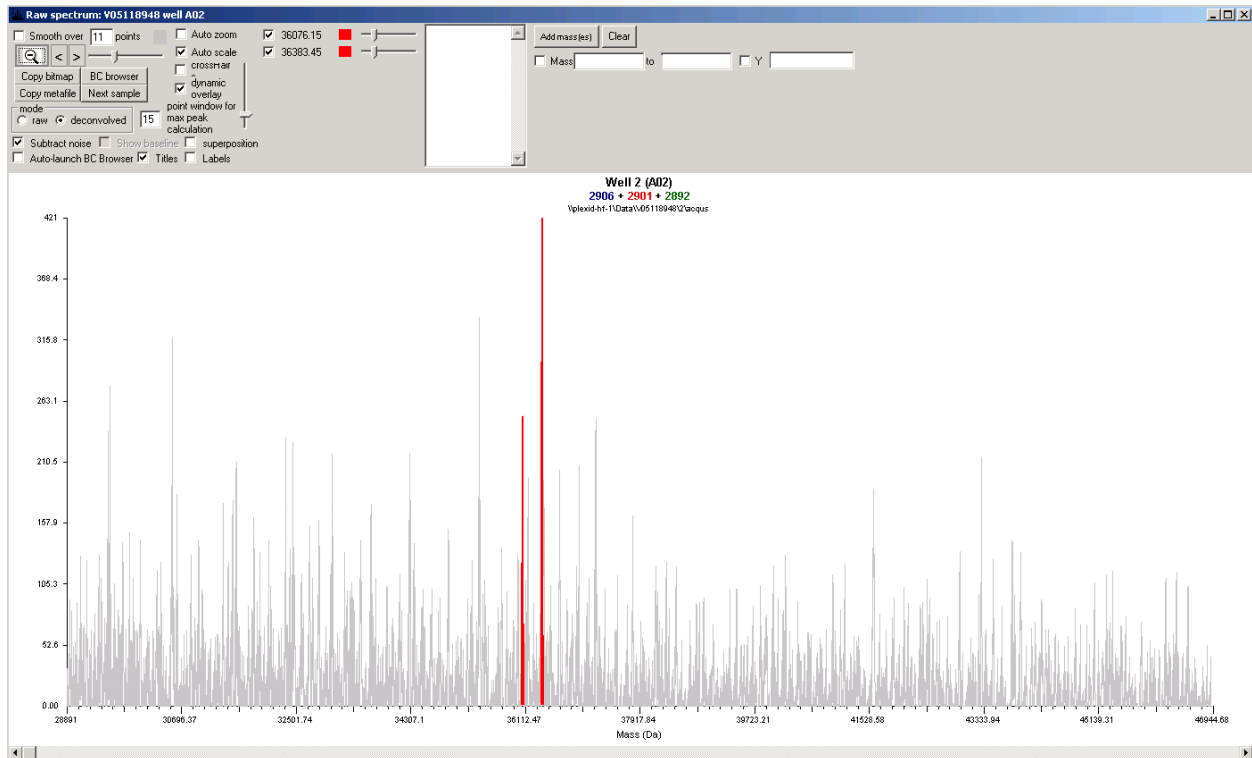 Raw spectrum: V05118948 well A02
Smooth over 11 points
Auto zoom
36076.15
Add mass(es) Clear
< >
Auto scale
36383.45
crossHair
Mass to Y
Copy bitmap BC browser
dynamic
overlay
Copy metafile Next sample
mode
raw deconvolved
15
point window for
max peak
calculation
Subtract noise Show baseline superposition
Auto-launch BC Browser Titles Labels
Well 2 (A02)
2906 + 2901 + 2892
\\plexid-hf-1\Data\\v05118948\2\acqus
421
368.4
315.8
263.1
210.5
157.9
105.3
52.6
0.00
28891 30696.37 32501.74 34307.1 36112.47 37917.84 39723.21 41528.58 43333.94 45139.31 46944.68
Mass (Da)